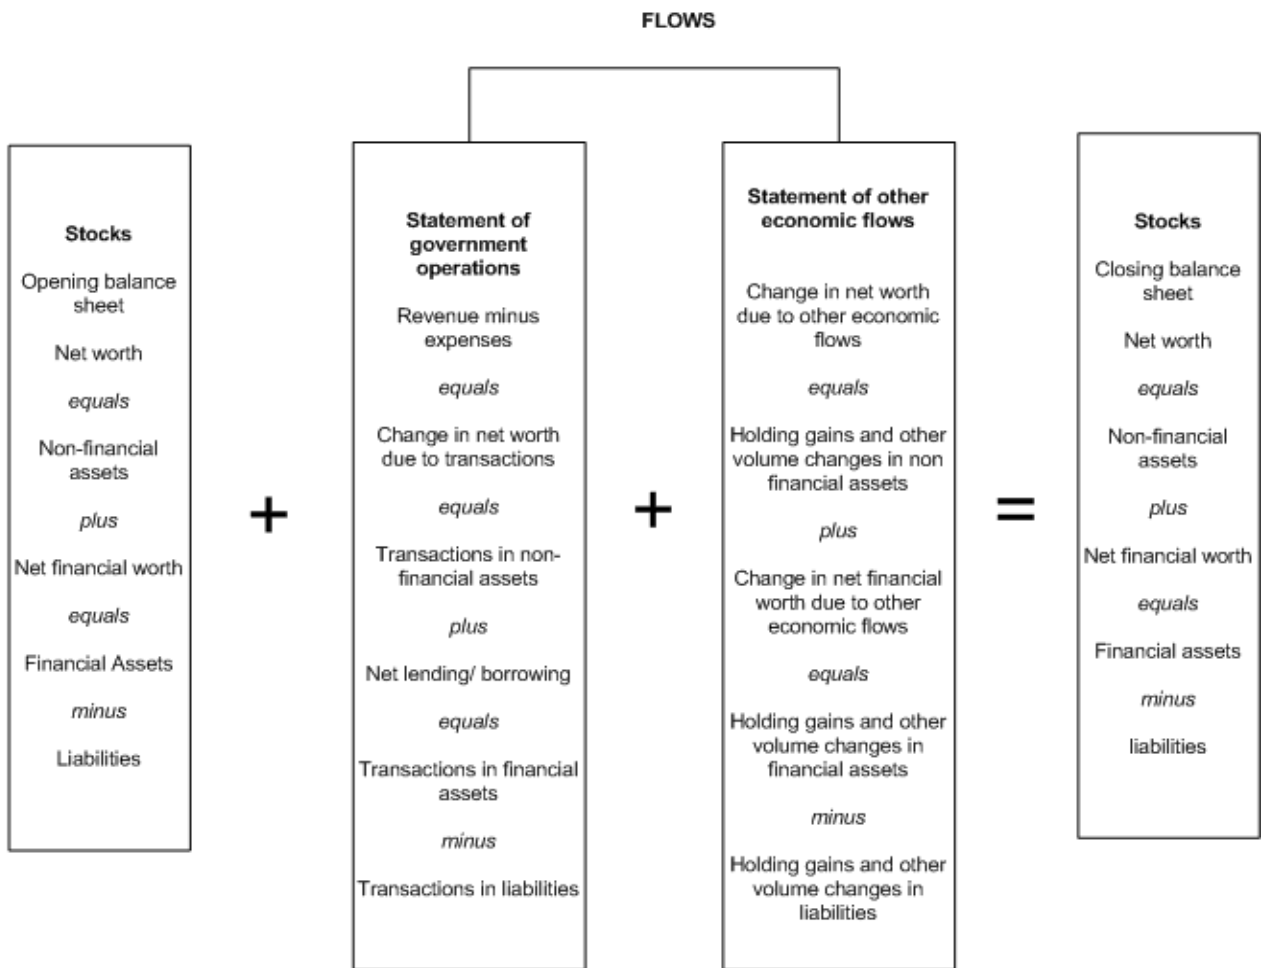 FLOWS
Stocks
Opening balance
sheet
Net worth
equals
Non-financial
assets
plus
Net financial worth
equals
Financial Assets
minus
Liabilities
+
Statement of
government
operations
Revenue minus
expenses
equals
Change in net worth
due to transactions
equals
Transactions in non-
financial assets
plus
Net lending/ borrowing
equals
Transactions in financial
assets
minus
Transactions in liabilities
+
Statement of other
economic flows
Change in net worth
due to other economic
flows
equals
Holding gains and other
volume changes in non
financial assets
plus
Change in net financial
worth due to other
economic flows
equals
Holding gains and other
volume changes in
financial assets
minus
Holding gains and other
volume changes in
liabilities
=
Stocks
Closing balance
sheet
Net worth
equals
Non-financial
assets
plus
Net financial worth
equals
Financial assets
minus
liabilities